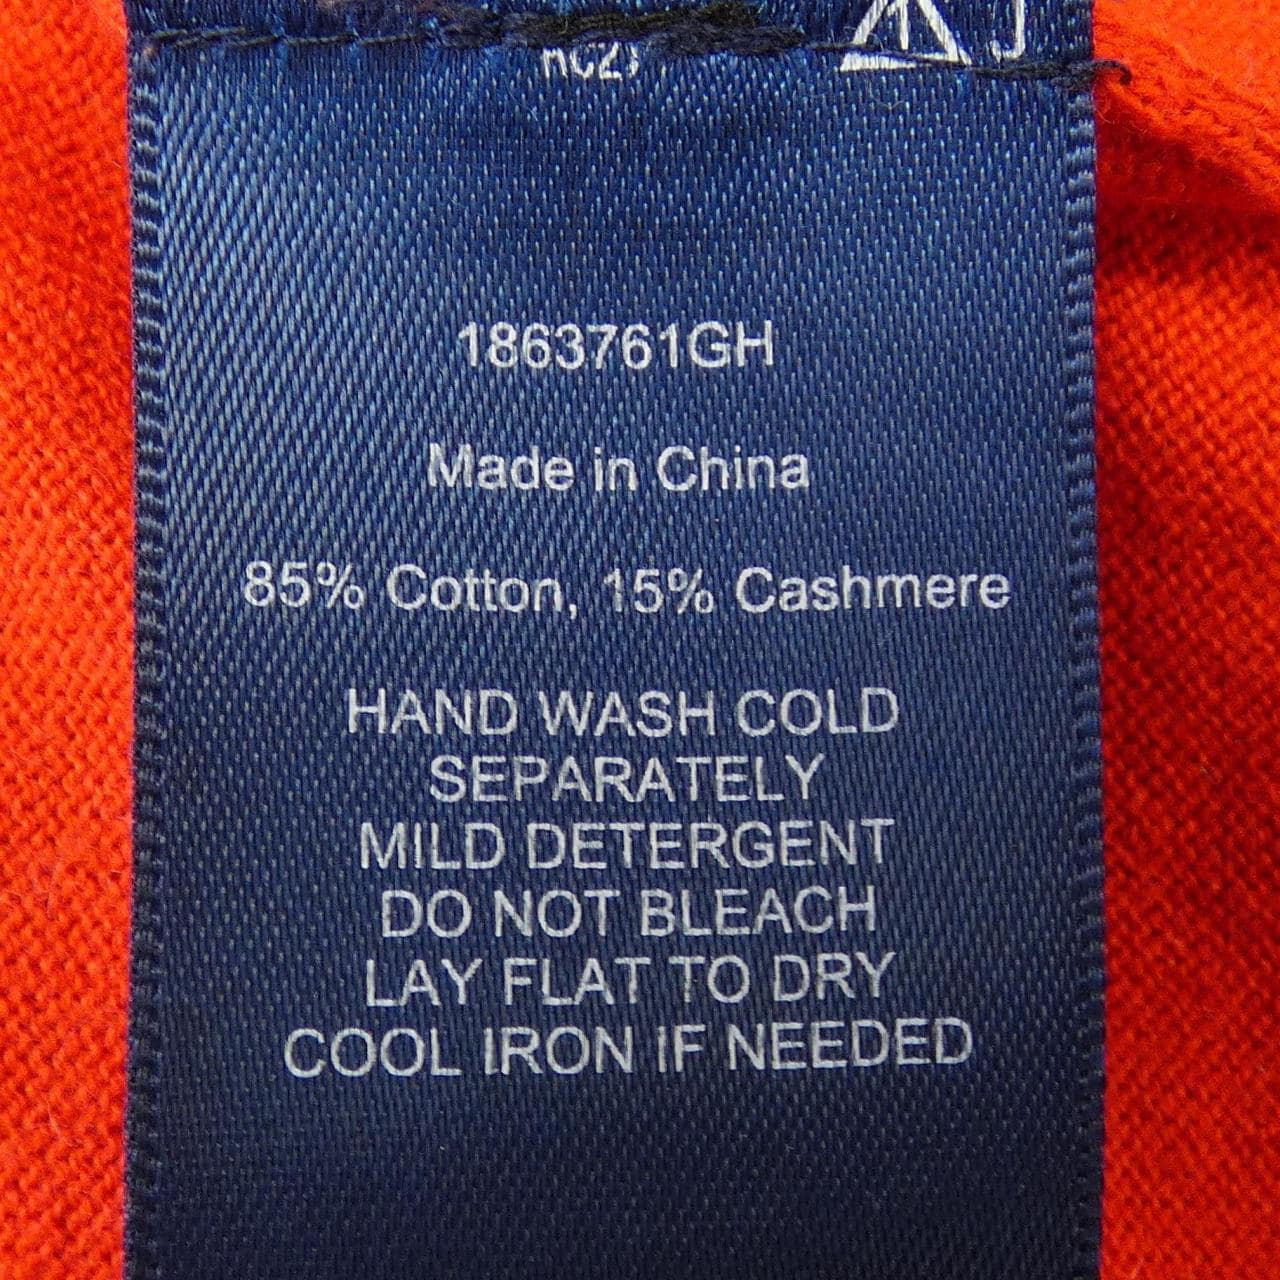 1863761GH
Made in China
85% Cotton, 15% Cashmere
HAND WASH COLD
SEPARATELY
MILD DETERGENT
DO NOT BLEACH
LAY FLAT TO DRY
COOL IRON IF NEEDED